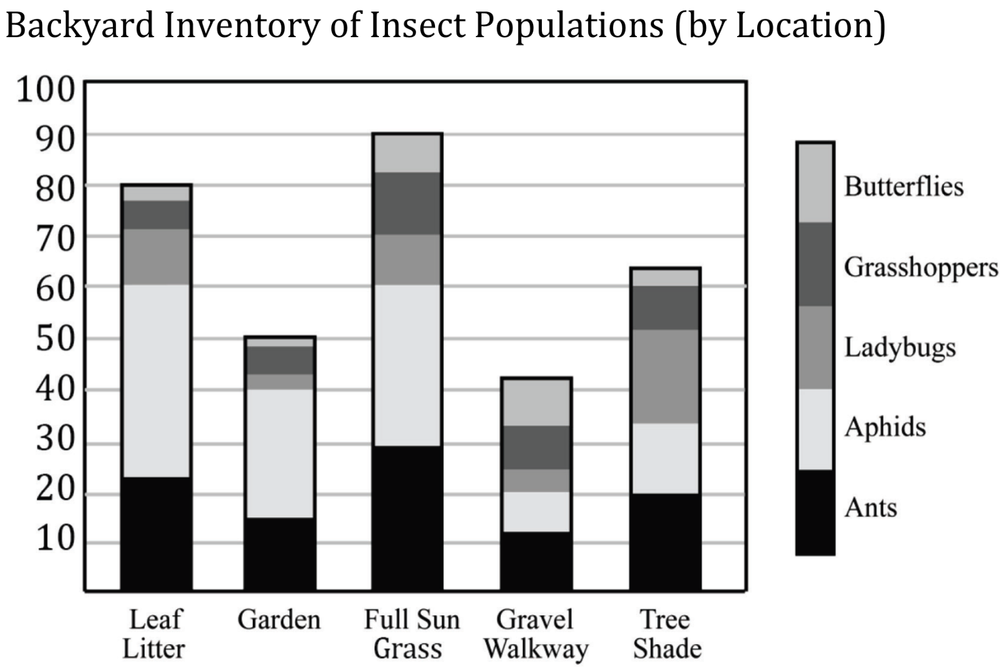 Backyard Inventory of Insect Populations (by Location)
100
90
80
70
60
50
40
30
20
10
Butterflies
Grasshoppers
Ladybugs
Aphids
Ants
Leaf Litter
Garden
Full Sun Grass
Gravel Walkway
Tree Shade